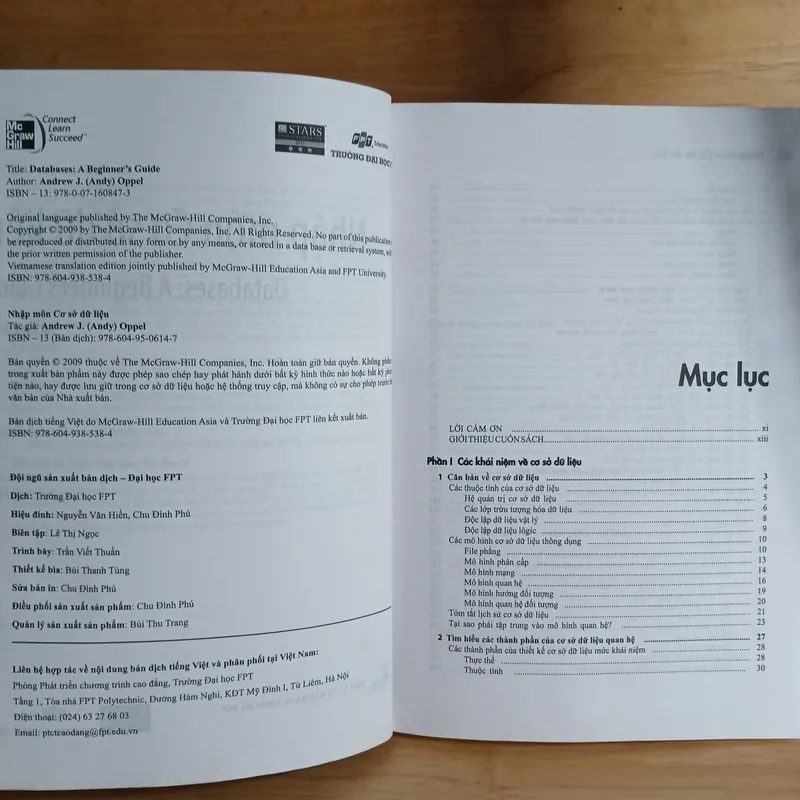 Mc
Graw
Hill
Connect
Learn
Succeed™
STARS
FPT Education
TRƯỜNG ĐẠI HỌC
Title: Databases: A Beginner's Guide
Author: Andrew J. (Andy) Oppel
ISBN – 13: 978-0-07-160847-3
Original language published by The McGraw-Hill Companies, Inc.
Copyright © 2009 by The McGraw-Hill Companies, Inc. All Rights Reserved. No part of this publication
be reproduced or distributed in any form or by any means, or stored in a data base or retrieval system,
the prior written permission of the publisher.
Vietnamese translation edition jointly published by McGraw-Hill Education Asia and FPT University.
ISBN: 978-604-938-538-4
Nhập môn Cơ sở dữ liệu
Tác giả: Andrew J. (Andy) Oppel
ISBN – 13 (Bản dịch): 978-604-95-0614-7
Bản quyền © 2009 thuộc về The McGraw-Hill Companies, Inc. Hoàn toàn giữ bản quyền. Không phần
trong xuất bản phẩm này được phép sao chép hay phát hành dưới bất kỳ hình thức nào hoặc bất kỳ
tiện nào, hay được lưu giữ trong cơ sở dữ liệu hoặc hệ thống truy cập, mà không có sự cho phép trước
văn bản của Nhà xuất bản.
Bản dịch tiếng Việt do McGraw-Hill Education Asia và Trường Đại học FPT liên kết xuất bản.
ISBN: 978-604-938-538-4
Đội ngũ sản xuất bản dịch – Đại học FPT
Dịch: Trường Đại học FPT
Hiệu đính: Nguyễn Văn Hiển, Chu Đình Phú
Biên tập: Lê Thị Ngọc
Trình bày: Trần Viết Thuần
Thiết kế bìa: Bùi Thanh Tùng
Sửa bản in: Chu Đình Phú
Điều phối sản xuất sản phẩm: Chu Đình Phú
Quản lý sản xuất sản phẩm: Bùi Thu Trang
Liên hệ hợp tác về nội dung bản dịch tiếng Việt và phân phối tại Việt Nam:
Phòng Phát triển chương trình cao đẳng, Trường Đại học FPT
Tầng 1, Tòa nhà FPT Polytechnic, Đường Hàm Nghi, KĐT Mỹ Đình I, Từ Liêm, Hà Nội
Điện thoại: (024) 63 27 68 03
Email: ptctcaodang@fpt.edu.vn
Mục lục
LỜI CẢM ƠN xi
GIỚI THIỆU CUỐN SÁCH xiii
Phần I Các khái niệm về cơ sở dữ liệu
1 Căn bản về cơ sở dữ liệu 3
Các thuộc tính của cơ sở dữ liệu 4
Hệ quản trị cơ sở dữ liệu 5
Các lớp trừu tượng hóa dữ liệu 6
Độc lập dữ liệu vật lý 8
Độc lập dữ liệu lôgic 9
Các mô hình cơ sở dữ liệu thông dụng 10
File phẳng 10
Mô hình phân cấp 13
Mô hình mạng 14
Mô hình quan hệ 16
Mô hình hướng đối tượng 19
Mô hình quan hệ đối tượng 20
Tóm tắt lịch sử cơ sở dữ liệu 21
Tại sao phải tập trung vào mô hình quan hệ? 23
2 Tìm hiểu các thành phần của cơ sở dữ liệu quan hệ 27
Các thành phần của thiết kế cơ sở dữ liệu mức khái niệm 28
Thực thể 28
Thuộc tính 30